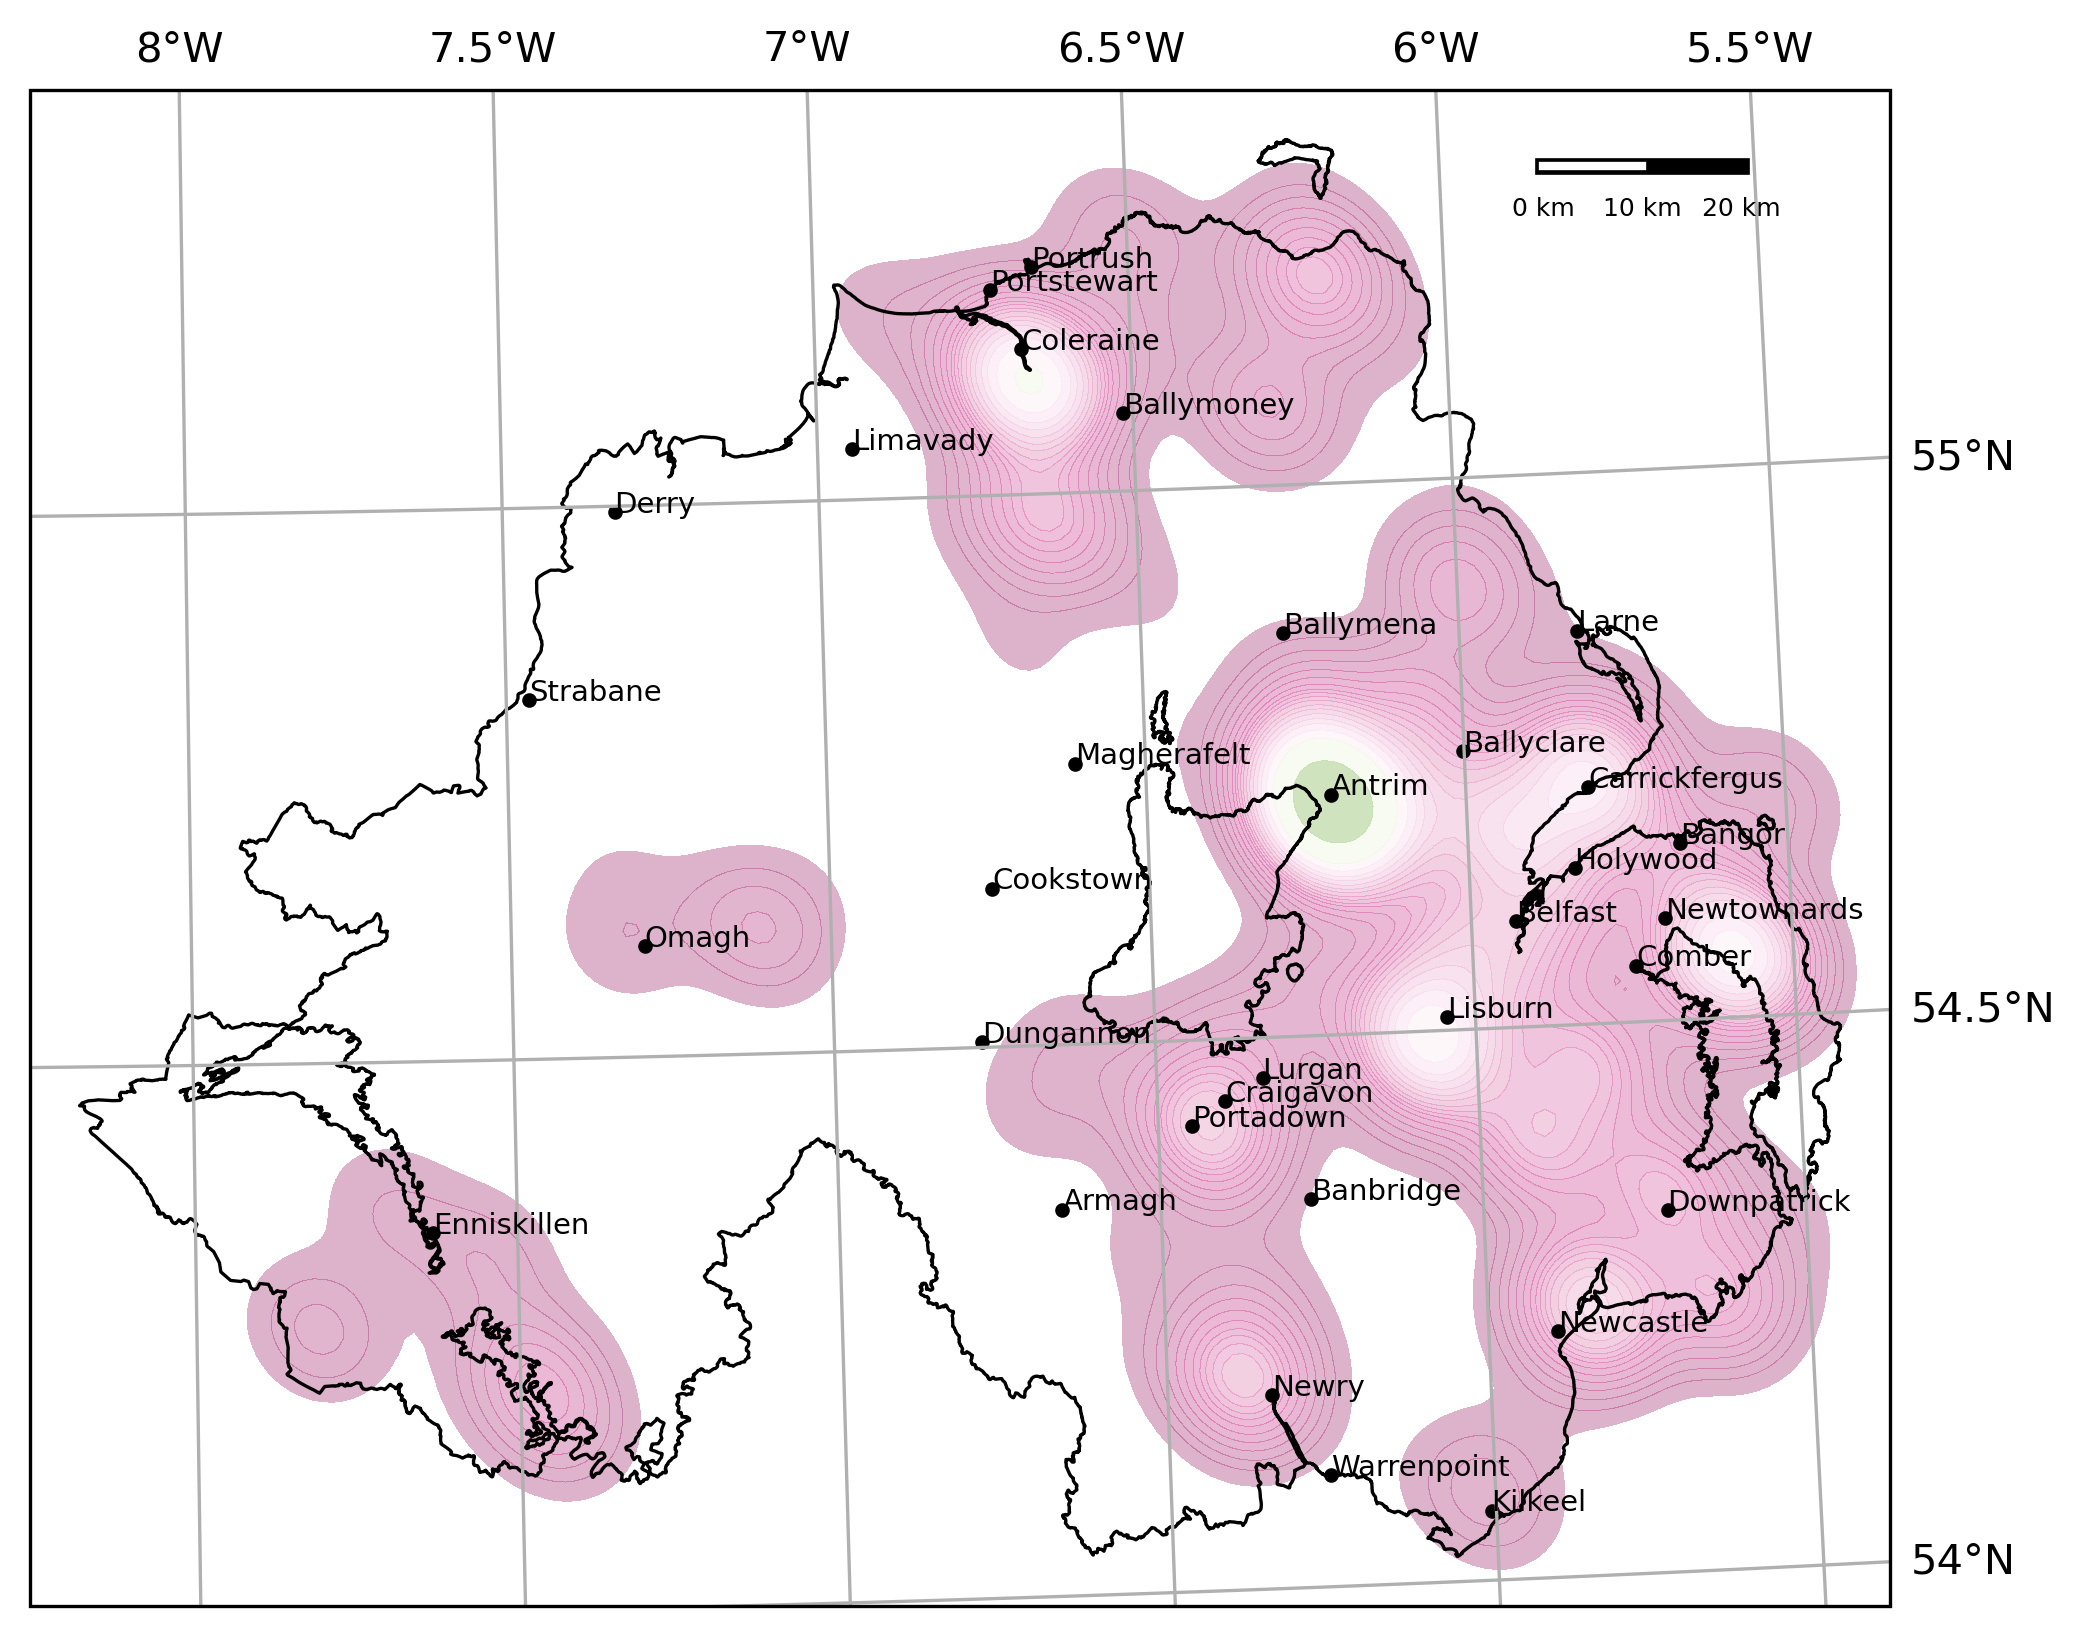 8°W 7.5°W 7°W 6.5°W 6°W 5.5°W
0 km 10 km 20 km
Portrush
Portstewart
Coleraine
Ballymoney
Limavady
55°N
Derry
Ballymena
Larne
Strabane
Ballyclare
Magherafelt
Carrickfergus
Antrim
Bangor
Holywood
Cookstown
Newtownards
Belfast
Omagh
Comber
Lisburn
54.5°N
Dungannon
Lurgan
Craigavon
Portadown
Banbridge
Armagh
Downpatrick
Enniskillen
Newcastle
Newry
Warrenpoint
Kilkeel
54°N